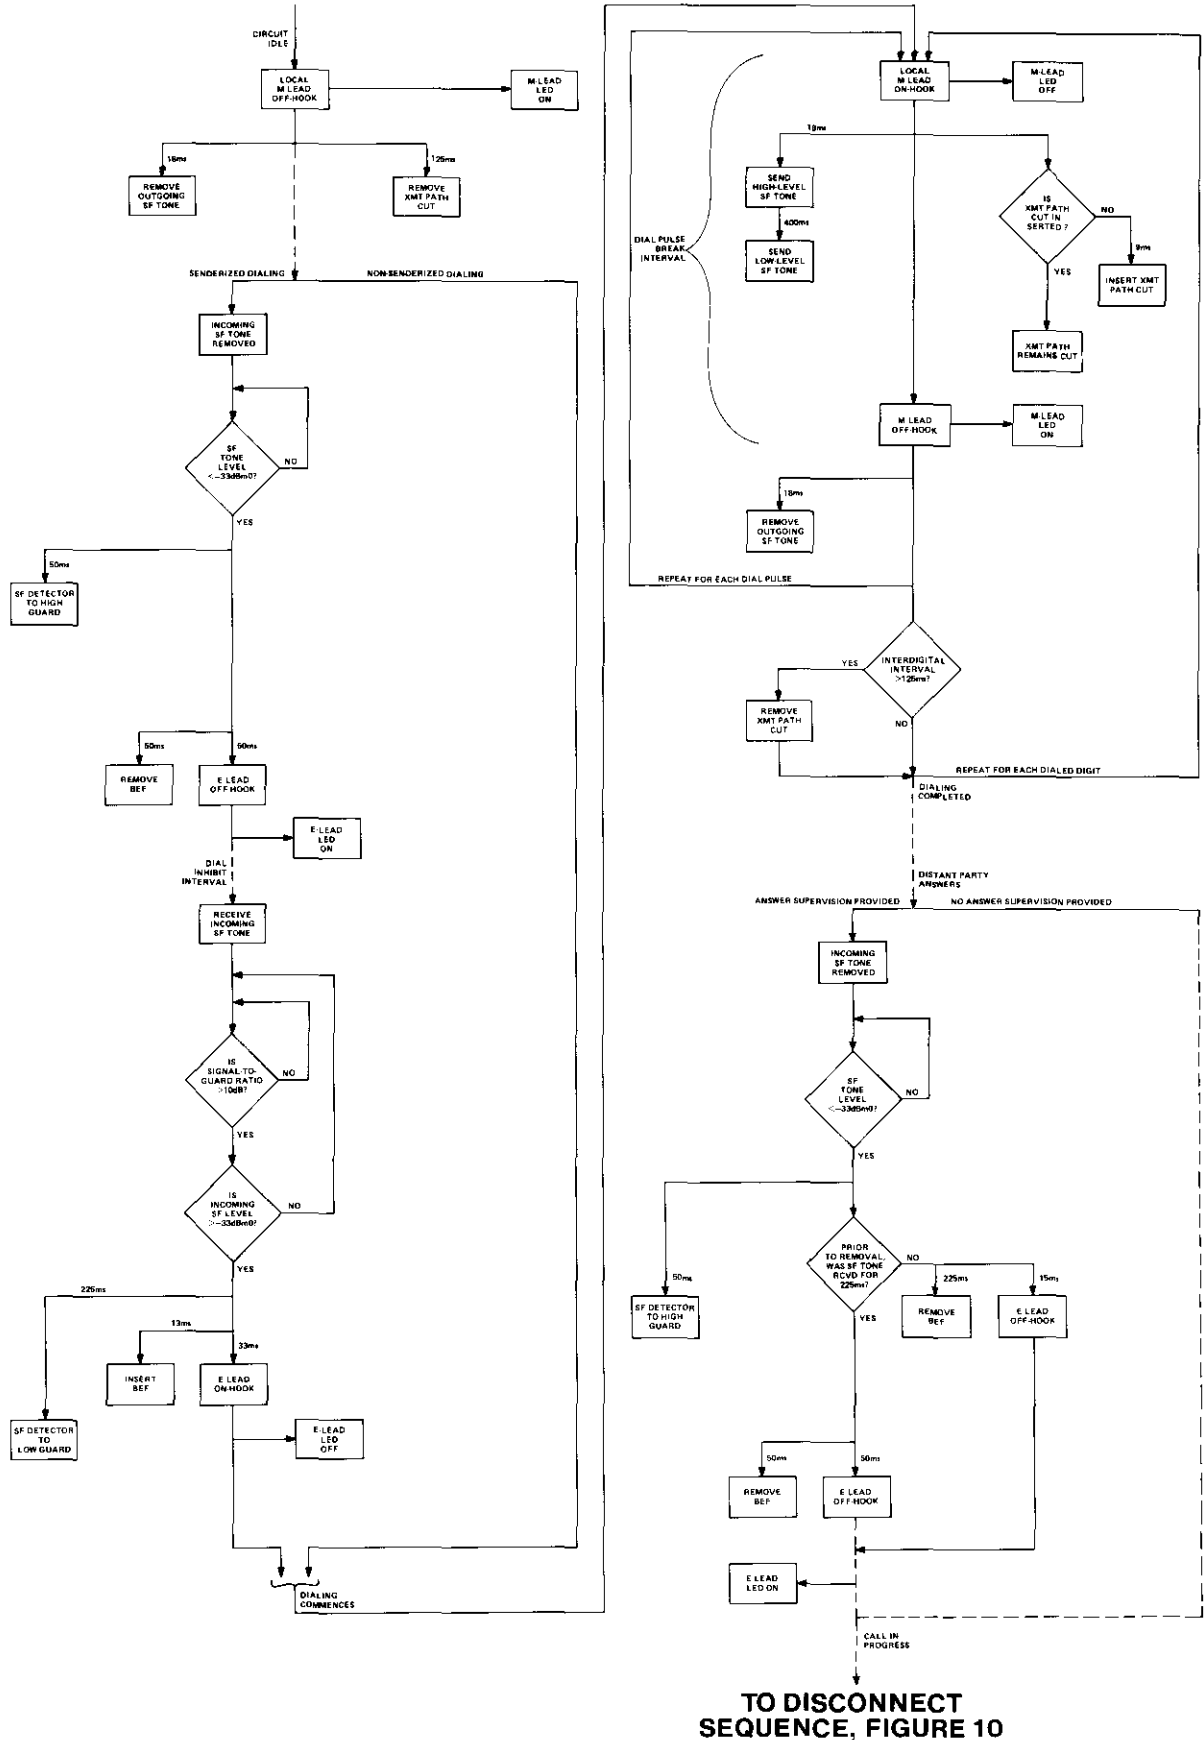 CIRCUIT
IDLE
LOCAL
M LEAD
OFF-HOOK
M-LEAD
LED
ON
18ms
125ms
REMOVE
OUTGOING
SF TONE
REMOVE
XMT PATH
CUT
SENDERIZED DIALING
NON-SENDERIZED DIALING
INCOMING
SF TONE
REMOVED
SF
TONE
LEVEL
<-33dBm0?
NO
YES
50ms
SF DETECTOR
TO HIGH
GUARD
50ms
50ms
REMOVE
BEF
E LEAD
OFF HOOK
E-LEAD
LED
ON
DIAL
INHIBIT
INTERVAL
RECEIVE
INCOMING
SF TONE
IS
SIGNAL-TO-
GUARD RATIO
>10dB?
NO
YES
IS
INCOMING
SF LEVEL
>-33dBm0?
NO
YES
225ms
13ms
33ms
INSERT
BEF
E LEAD
ON-HOOK
SF DETECTOR
TO
LOW GUARD
E-LEAD
LED
OFF
DIALING
COMMENCES
LOCAL
M LEAD
ON-HOOK
M-LEAD
LED
OFF
18ms
SEND
HIGH-LEVEL
SF TONE
400ms
SEND
LOW-LEVEL
SF TONE
DIAL PULSE
BREAK
INTERVAL
IS
XMT PATH
CUT IN
SERTED?
NO
9ms
YES
INSERT XMT
PATH CUT
XMT PATH
REMAINS CUT
M LEAD
OFF-HOOK
M-LEAD
LED
ON
18ms
REMOVE
OUTGOING
SF TONE
REPEAT FOR EACH DIAL PULSE
INTERDIGITAL
INTERVAL
>125ms?
YES
REMOVE
XMT PATH
CUT
NO
REPEAT FOR EACH DIALED DIGIT
DIALING
COMPLETED
DISTANT PARTY
ANSWERS
ANSWER SUPERVISION PROVIDED
NO ANSWER SUPERVISION PROVIDED
INCOMING
SF TONE
REMOVED
SF
TONE
LEVEL
<-33dBm0?
NO
YES
50ms
SF DETECTOR
TO HIGH
GUARD
PRIOR
TO REMOVAL,
WAS SF TONE
RCVD FOR
225ms?
NO
225ms
15ms
REMOVE
BEF
E LEAD
OFF-HOOK
YES
50ms
50ms
REMOVE
BEF
E LEAD
OFF-HOOK
E LEAD
LED ON
CALL IN
PROGRESS
TO DISCONNECT
SEQUENCE, FIGURE 10